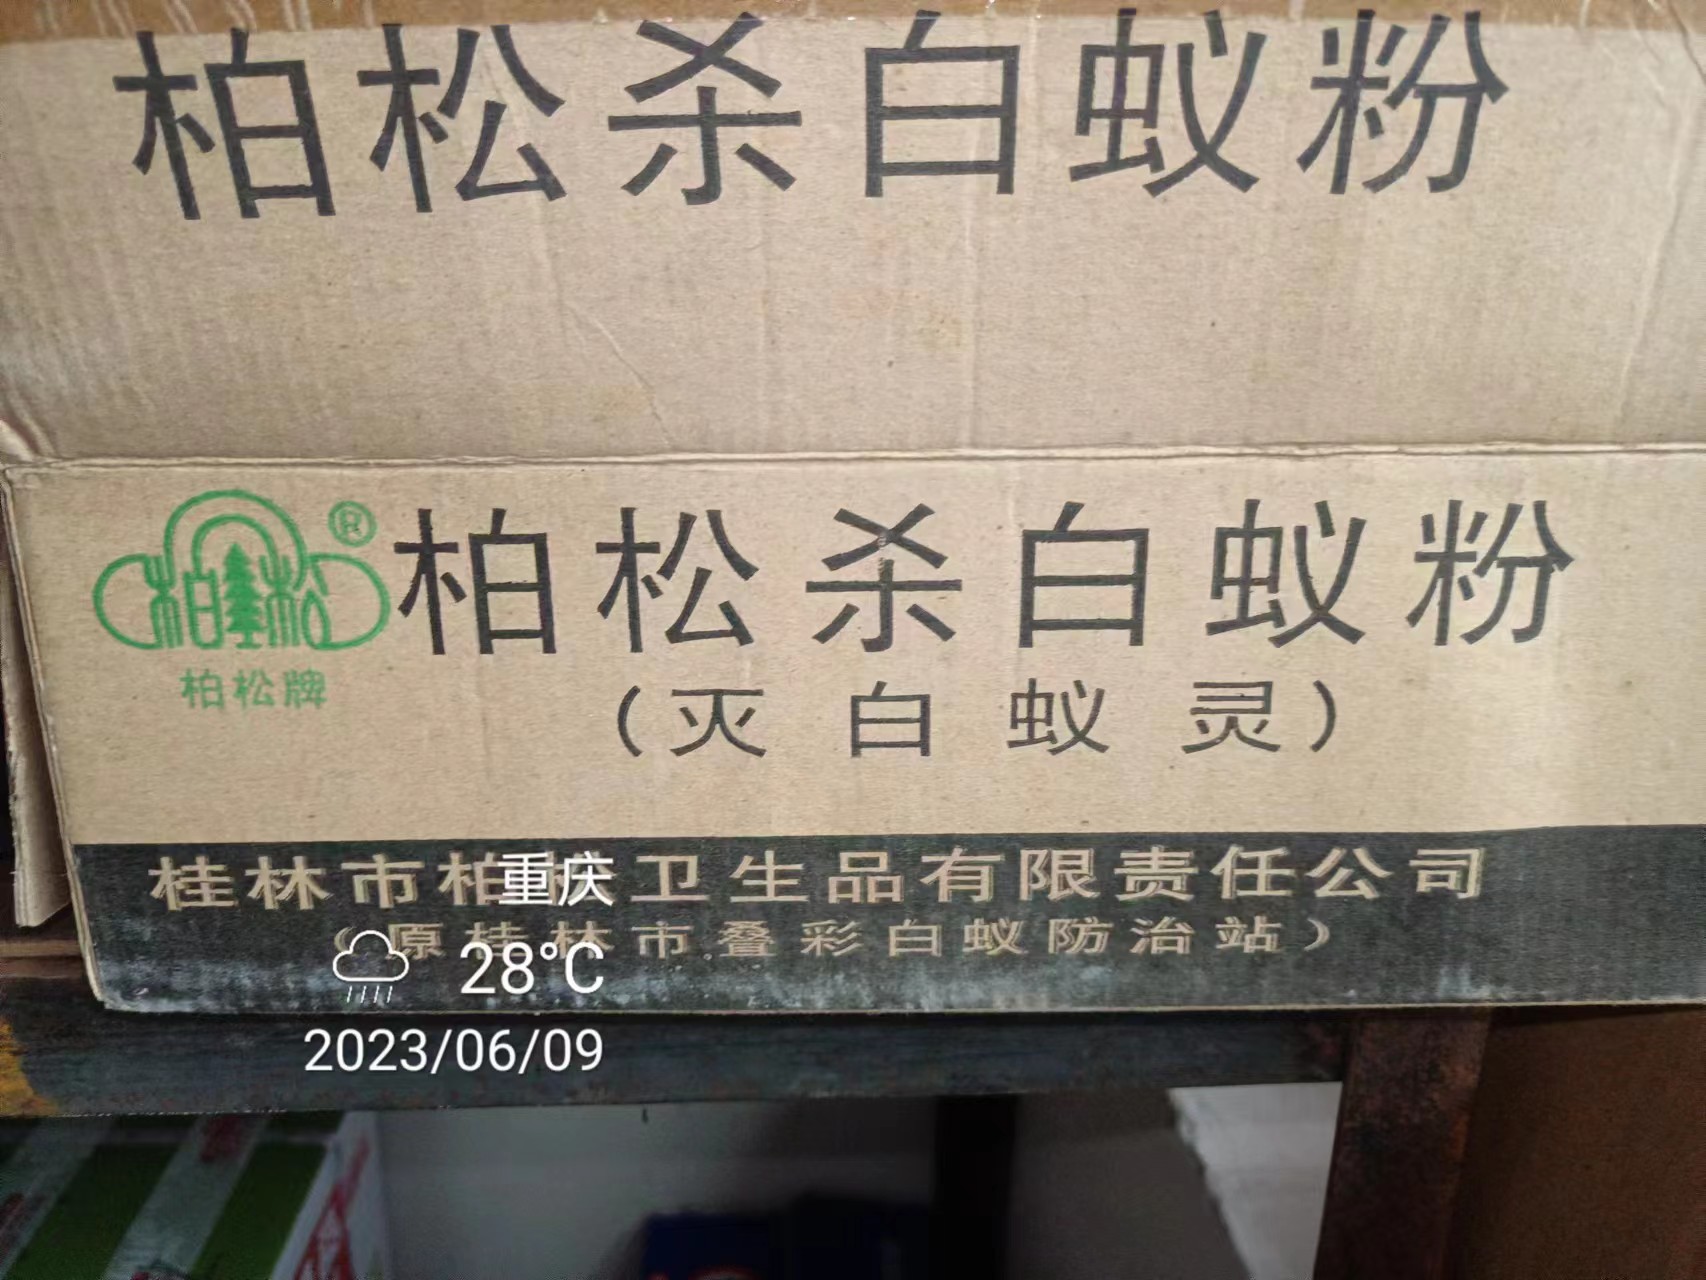 柏松杀白蚁粉
®
柏松
柏松牌
柏松杀白蚁粉
(灭白蚁灵)
桂林市柏 卫生品有限责任公司
(原桂林市叠彩白蚁防治站)
重庆
28°C
2023/06/09